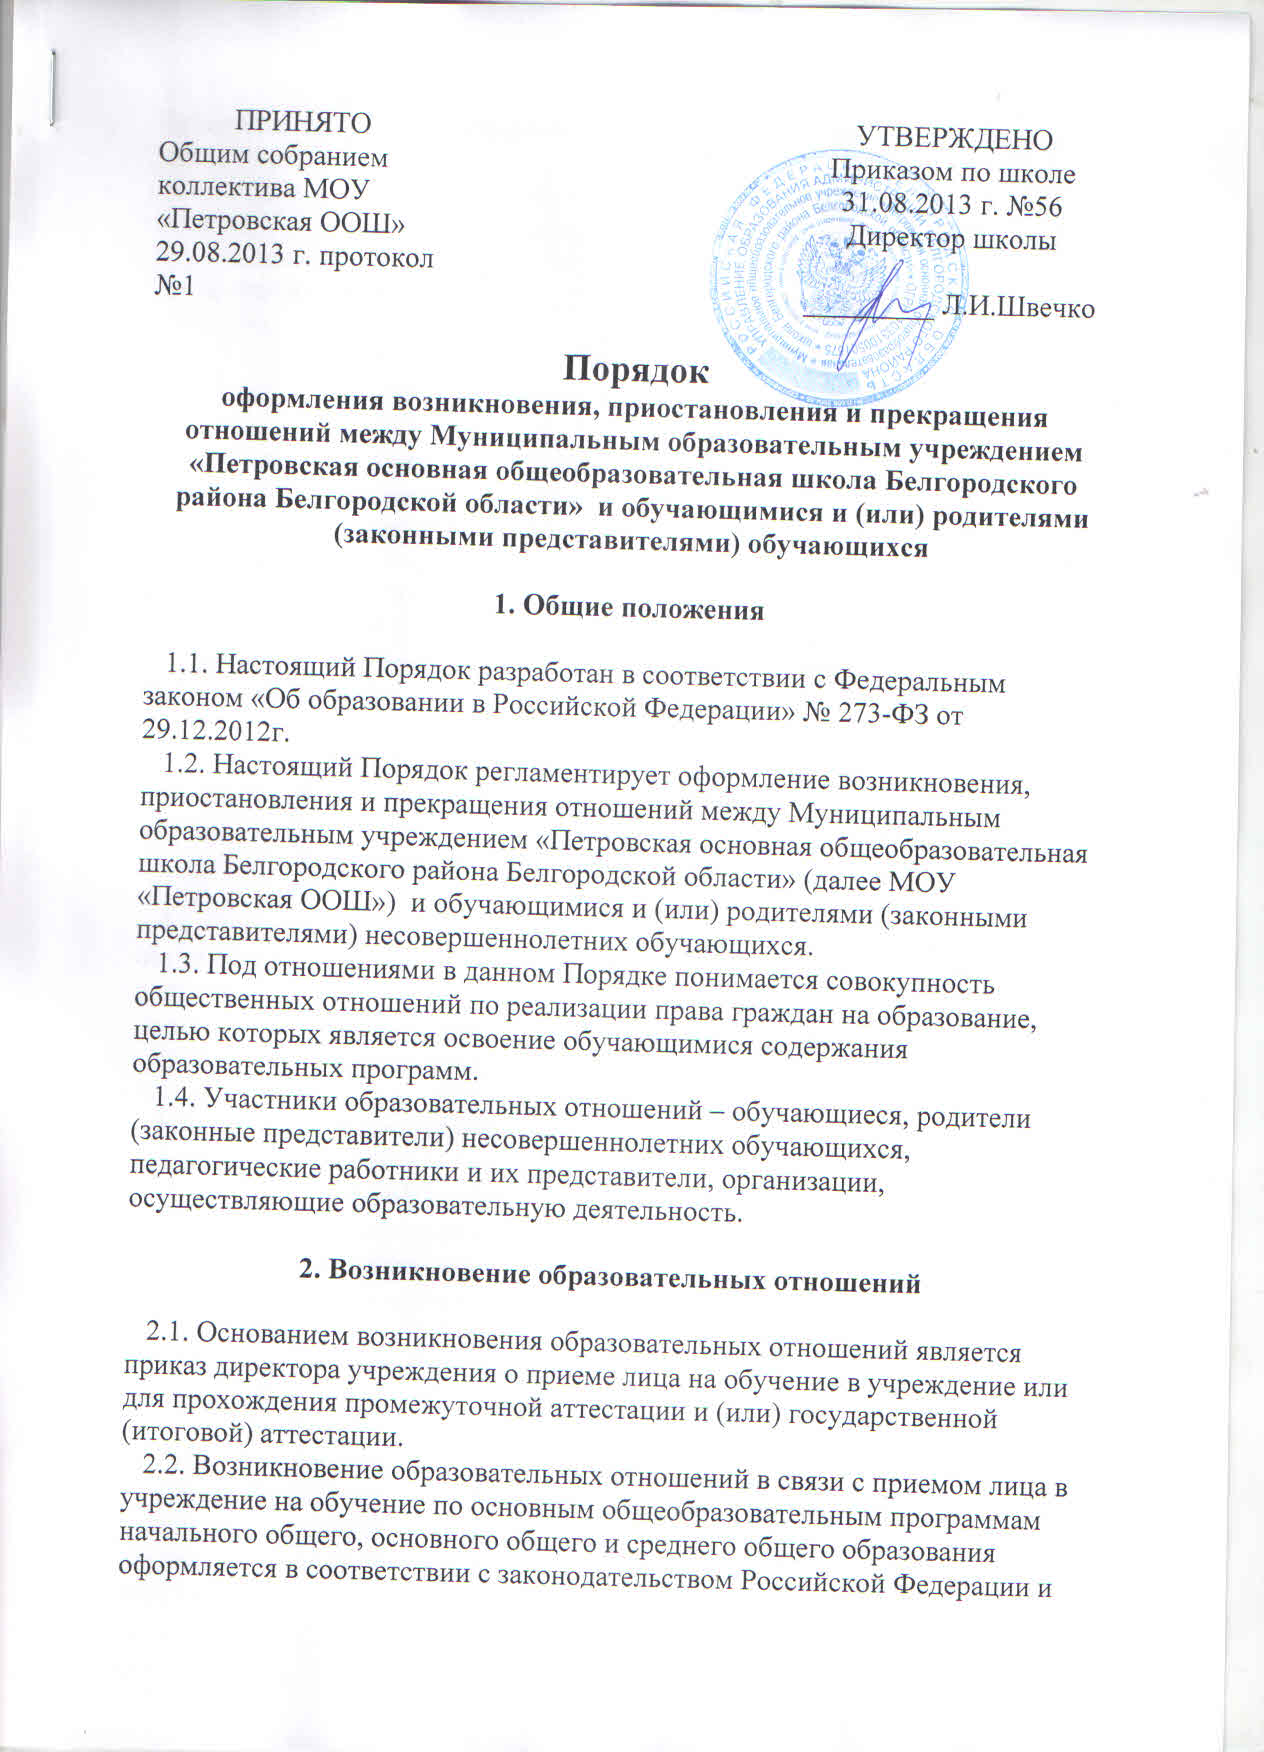 ПРИНЯТО
Общим собранием
коллектива МОУ
«Петровская ООШ»
29.08.2013 г. протокол
№1
УТВЕРЖДЕНО
Приказом по школе
31.08.2013 г. №56
Директор школы
Л.И.Швечко
Порядок
оформления возникновения, приостановления и прекращения
отношений между Муниципальным образовательным учреждением
«Петровская основная общеобразовательная школа Белгородского
района Белгородской области» и обучающимися и (или) родителями
(законными представителями) обучающихся
1. Общие положения
1.1. Настоящий Порядок разработан в соответствии с Федеральным
законом «Об образовании в Российской Федерации» № 273-ФЗ от
29.12.2012г.
1.2. Настоящий Порядок регламентирует оформление возникновения,
приостановления и прекращения отношений между Муниципальным
образовательным учреждением «Петровская основная общеобразовательная
школа Белгородского района Белгородской области» (далее МОУ
«Петровская ООШ») и обучающимися и (или) родителями (законными
представителями) несовершеннолетних обучающихся.
1.3. Под отношениями в данном Порядке понимается совокупность
общественных отношений по реализации права граждан на образование,
целью которых является освоение обучающимися содержания
образовательных программ.
1.4. Участники образовательных отношений – обучающиеся, родители
(законные представители) несовершеннолетних обучающихся,
педагогические работники и их представители, организации,
осуществляющие образовательную деятельность.
2. Возникновение образовательных отношений
2.1. Основанием возникновения образовательных отношений является
приказ директора учреждения о приеме лица на обучение в учреждение или
для прохождения промежуточной аттестации и (или) государственной
(итоговой) аттестации.
2.2. Возникновение образовательных отношений в связи с приемом лица в
учреждение на обучение по основным общеобразовательным программам
начального общего, основного общего и среднего общего образования
оформляется в соответствии с законодательством Российской Федерации и